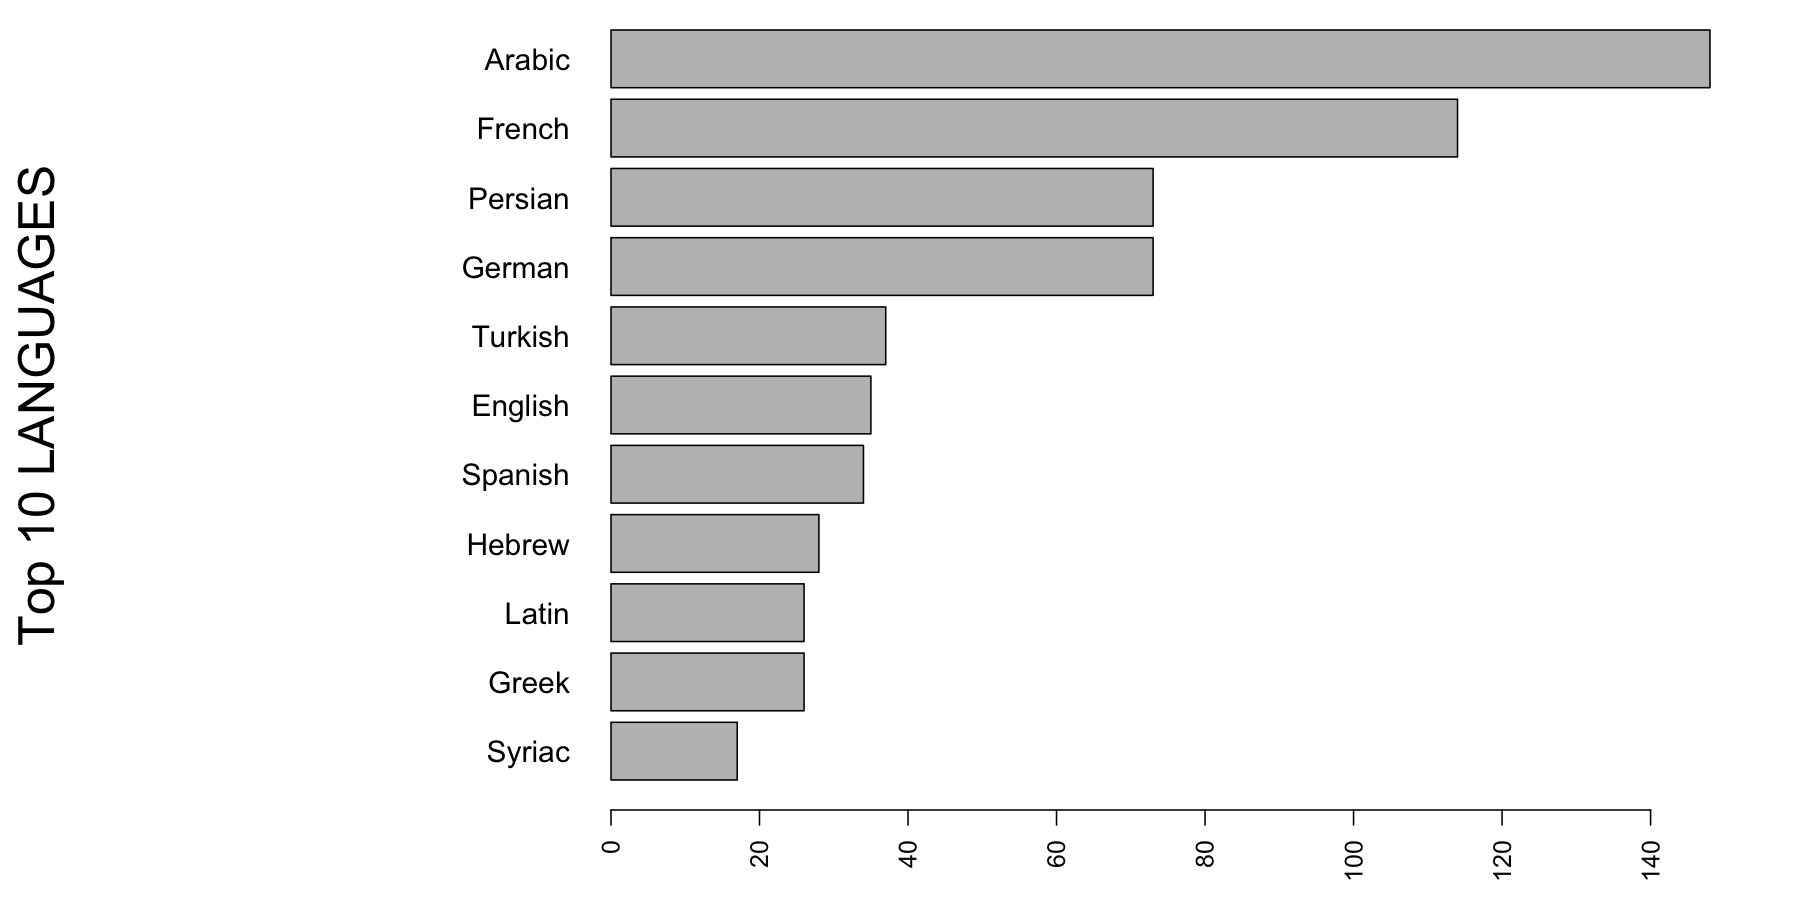 Top 10 LANGUAGES
Arabic
French
Persian
German
Turkish
English
Spanish
Hebrew
Latin
Greek
Syriac
0 20 40 60 80 100 120 140